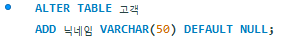 ALTER TABLE 고객
ADD 닉네임 VARCHAR(50) DEFAULT NULL;